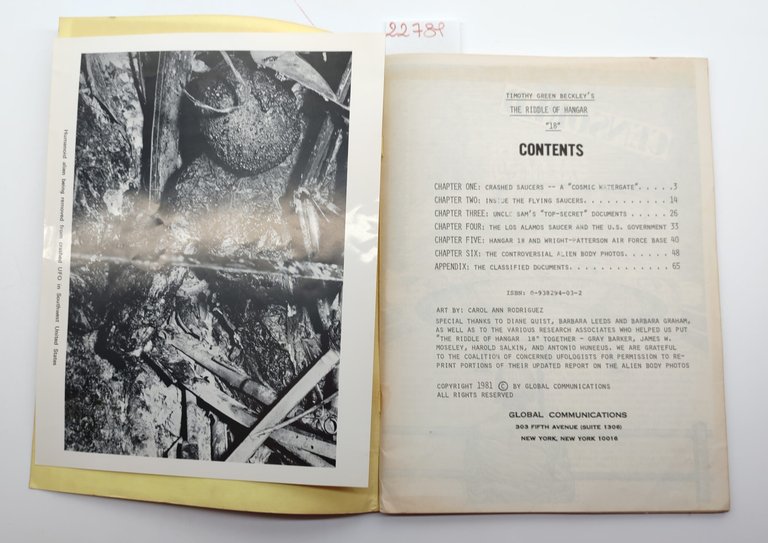 22789
Humanoid alien being removed from crashed UFO in Southwest United States
TIMOTHY GREEN BECKLEY'S
THE RIDDLE OF HANGAR
"18"
CONTENTS
CHAPTER ONE: CRASHED SAUCERS -- A "COSMIC WATERGATE". . . . .3
CHAPTER TWO: INSIDE THE FLYING SAUCERS. . . . . . . . . . . . 14
CHAPTER THREE: UNCLE SAM'S "TOP-SECRET" DOCUMENTS . . . . . 26
CHAPTER FOUR: THE LOS ALAMOS SAUCER AND THE U.S. GOVERNMENT 33
CHAPTER FIVE: HANGAR 18 AND WRIGHT-PATTERSON AIR FORCE BASE 40
CHAPTER SIX: THE CONTROVERSIAL ALIEN BODY PHOTOS. . . . . . 48
APPENDIX: THE CLASSIFIED DOCUMENTS. . . . . . . . . . . . . 65
ISBN: 0-938294-03-2
ART BY: CAROL ANN RODRIGUEZ
SPECIAL THANKS TO DIANE QUIST, BARBARA LEEDS AND BARBARA GRAHAM,
AS WELL AS TO THE VARIOUS RESEARCH ASSOCIATES WHO HELPED US PUT
"THE RIDDLE OF HANGAR 18" TOGETHER - GRAY BARKER, JAMES W.
MOSELEY, HAROLD SALKIN, AND ANTONIO HUNEEUS. WE ARE GRATEFUL
TO THE COALITION OF CONCERNED UFOLOGISTS FOR PERMISSION TO RE-
PRINT PORTIONS OF THEIR UPDATED REPORT ON THE ALIEN BODY PHOTOS
COPYRIGHT 1981 © BY GLOBAL COMMUNICATIONS
ALL RIGHTS RESERVED
GLOBAL COMMUNICATIONS
303 FIFTH AVENUE (SUITE 1306)
NEW YORK, NEW YORK 10016